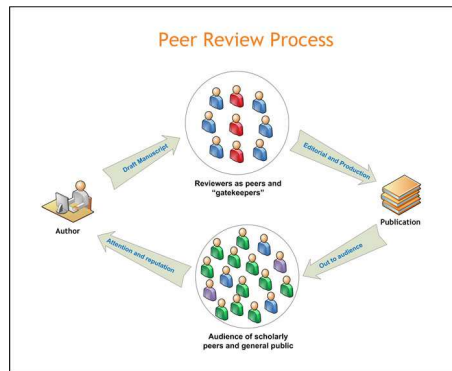 Peer Review Process
Draft Manuscript
Reviewers as peers and
“gatekeepers”
Editorial and Production
Author
Publication
Attention and reputation
Out to audience
Audience of scholarly
peers and general public